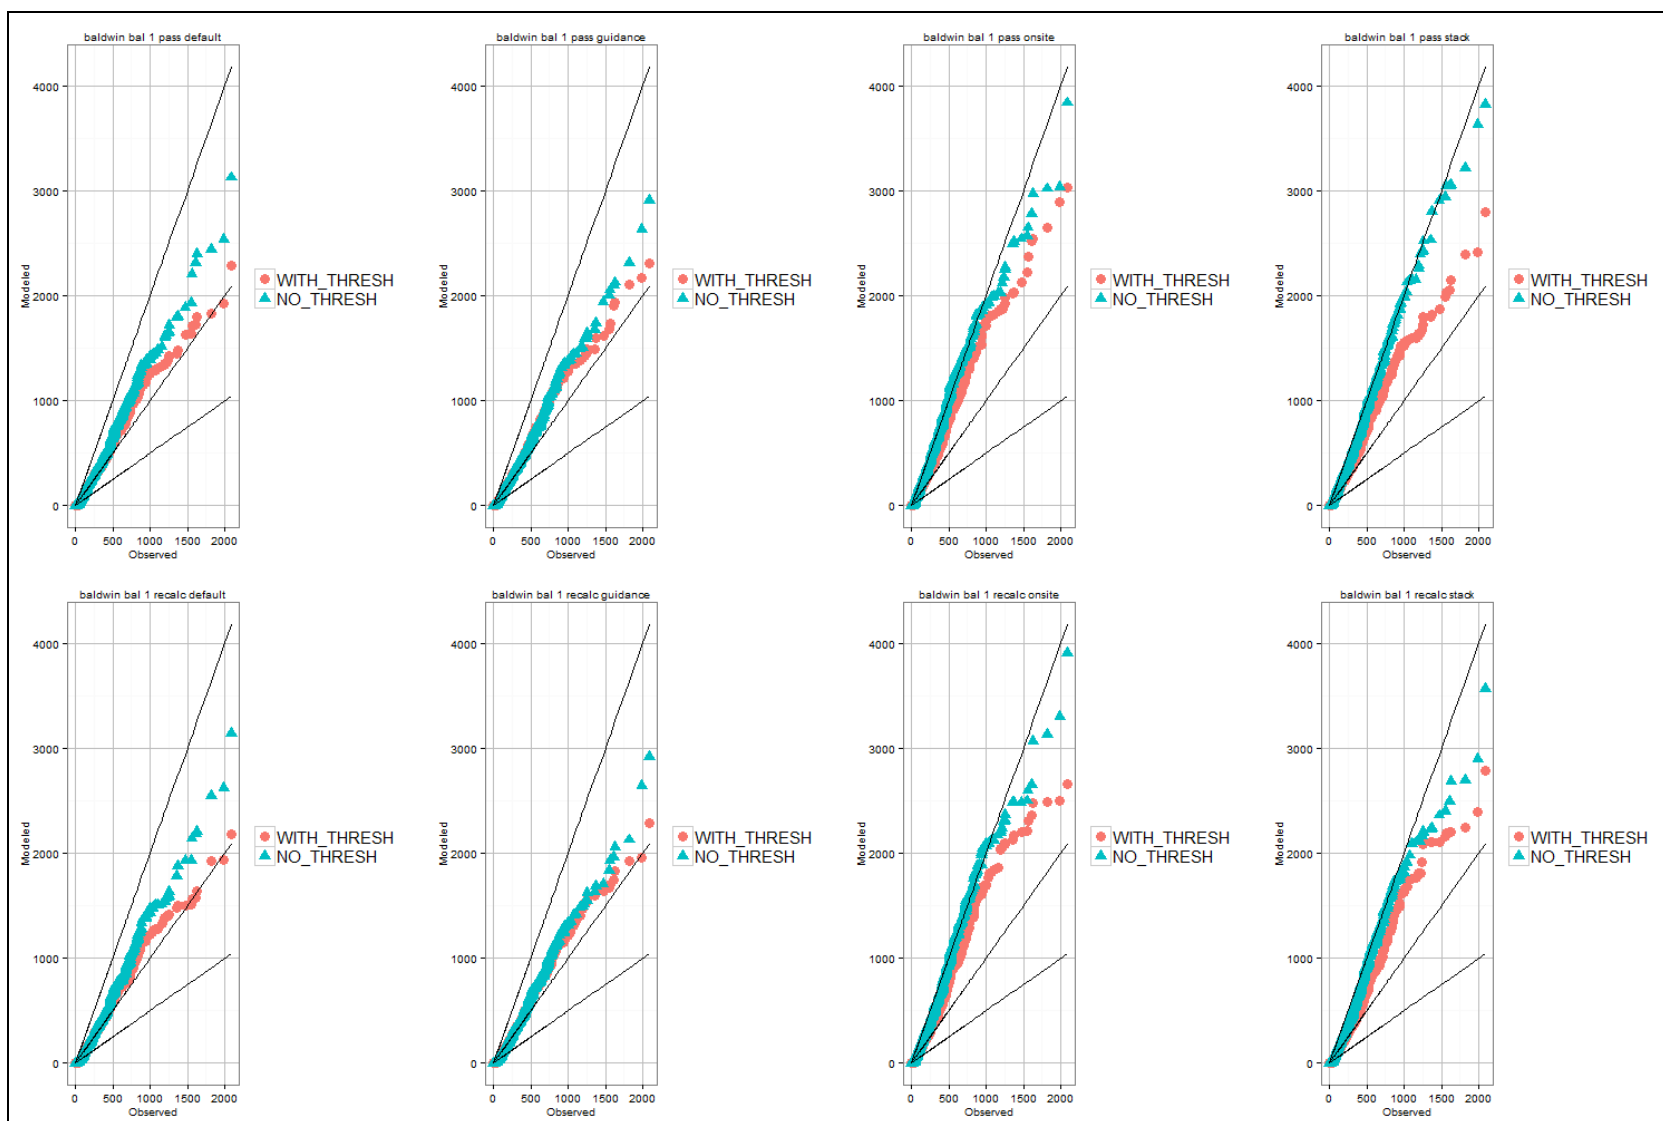 baldwin bal 1 pass default
baldwin bal 1 pass guidance
baldwin bal 1 pass onsite
baldwin bal 1 pass stack
4000
3000
2000
1000
0
Modeled
0 500 1000 1500 2000
Observed
WITH_THRESH
NO_THRESH
4000
3000
2000
1000
0
Modeled
0 500 1000 1500 2000
Observed
WITH_THRESH
NO_THRESH
4000
3000
2000
1000
0
Modeled
0 500 1000 1500 2000
Observed
WITH_THRESH
NO_THRESH
4000
3000
2000
1000
0
Modeled
0 500 1000 1500 2000
Observed
WITH_THRESH
NO_THRESH
baldwin bal 1 recalc default
baldwin bal 1 recalc guidance
baldwin bal 1 recalc onsite
baldwin bal 1 recalc stack
4000
3000
2000
1000
0
Modeled
0 500 1000 1500 2000
Observed
WITH_THRESH
NO_THRESH
4000
3000
2000
1000
0
Modeled
0 500 1000 1500 2000
Observed
WITH_THRESH
NO_THRESH
4000
3000
2000
1000
0
Modeled
0 500 1000 1500 2000
Observed
WITH_THRESH
NO_THRESH
4000
3000
2000
1000
0
Modeled
0 500 1000 1500 2000
Observed
WITH_THRESH
NO_THRESH